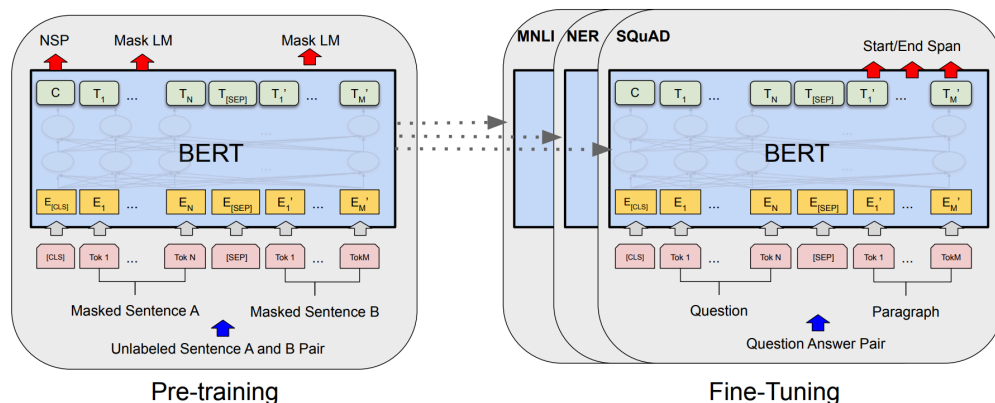 NSP Mask LM Mask LM
C T1 ... TN T[SEP] T1' ... TM'
BERT
E[CLS] E1 ... EN E[SEP] E1' ... EM'
[CLS] Tok 1 ... Tok N [SEP] Tok 1 ... TokM
Masked Sentence A Masked Sentence B
Unlabeled Sentence A and B Pair
Pre-training
MNLI NER SQuAD
Start/End Span
C T1 ... TN T[SEP] T1' ... TM'
BERT
E[CLS] E1 ... EN E[SEP] E1' ... EM'
[CLS] Tok 1 ... Tok N [SEP] Tok 1 ... TokM
Question Paragraph
Question Answer Pair
Fine-Tuning